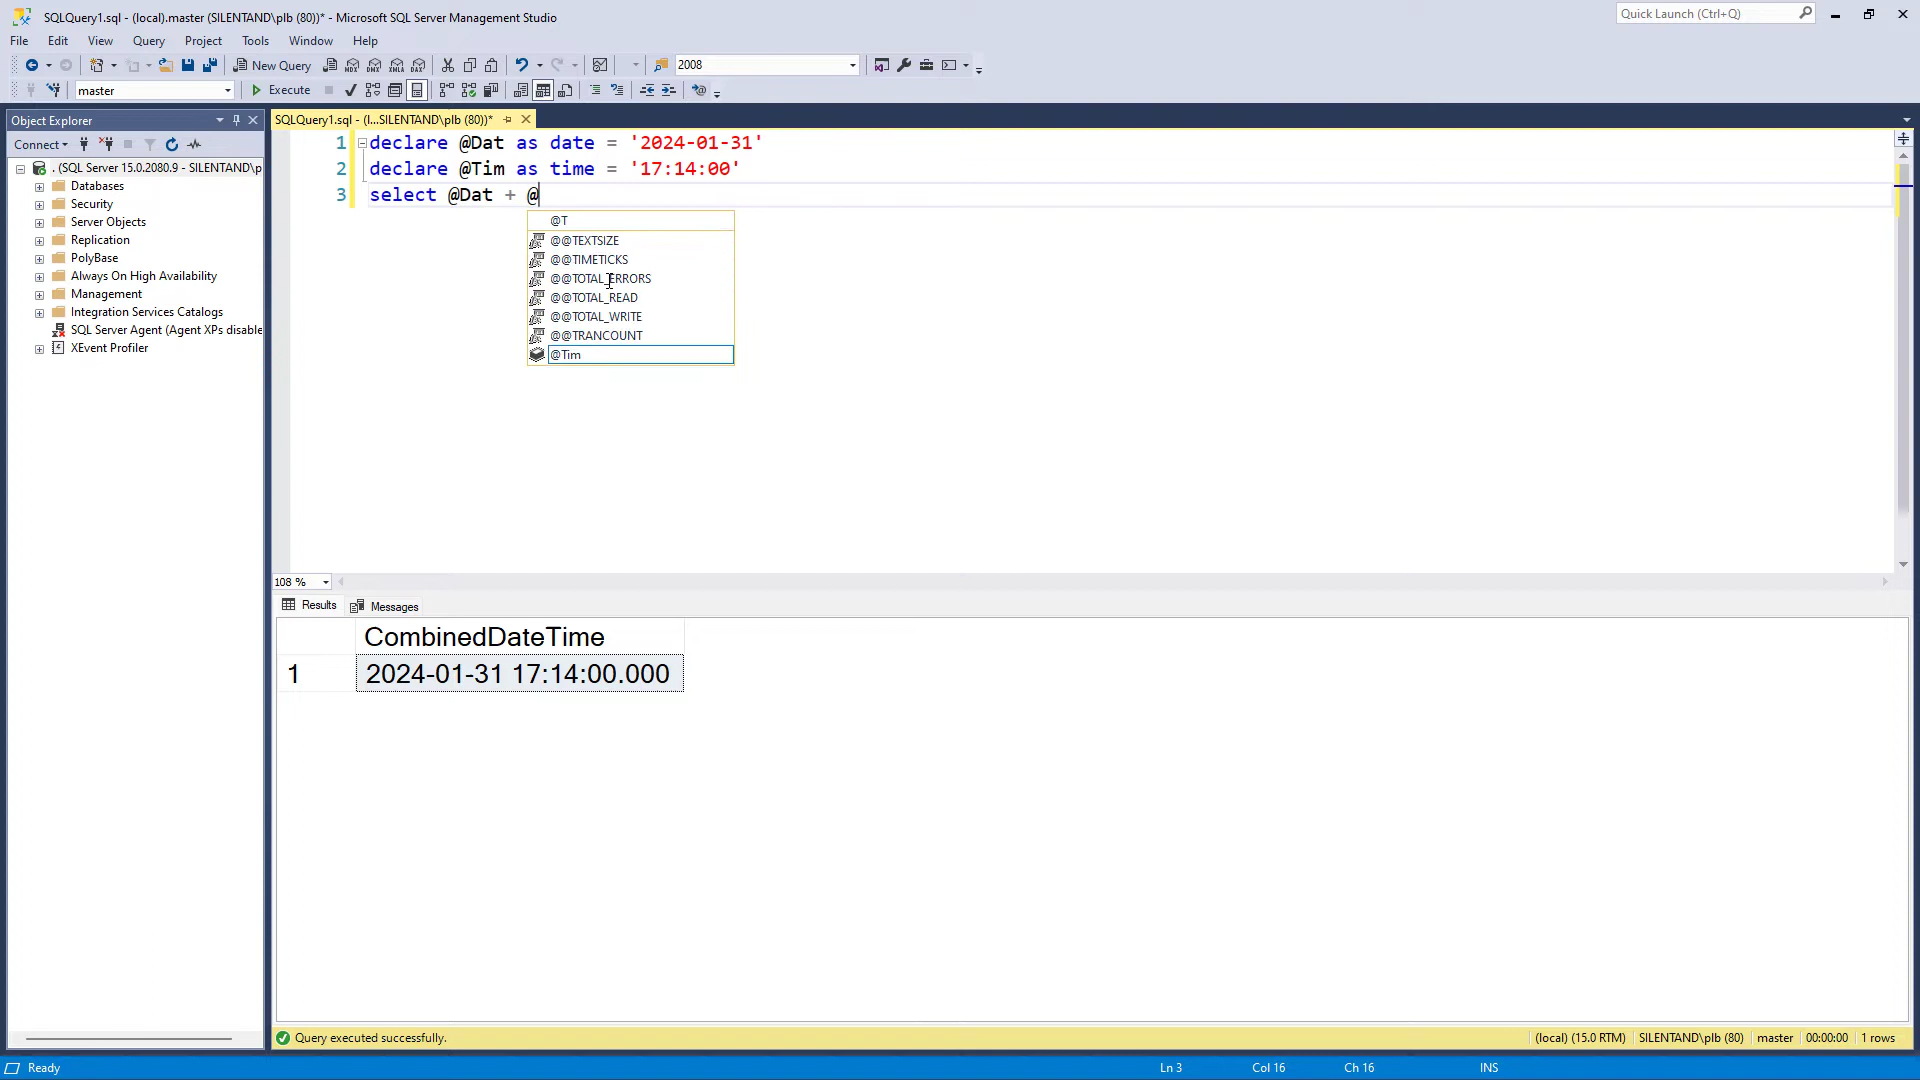 SQLQuery1.sql - (local).master (SILENTAND\plb (80))* - Microsoft SQL Server Management Studio
Quick Launch (Ctrl+Q)
File Edit View Query Project Tools Window Help
New Query
MDX DMX XMLA DAX
2008
master
Execute
Object Explorer
SQLQuery1.sql - (l...SILENTAND\plb (80))*
Connect
. (SQL Server 15.0.2080.9 - SILENTAND\p
Databases
Security
Server Objects
Replication
PolyBase
Always On High Availability
Management
Integration Services Catalogs
SQL Server Agent (Agent XPs disable
XEvent Profiler
1 declare @Dat as date = '2024-01-31'
2 declare @Tim as time = '17:14:00'
3 select @Dat + @
@T
@@TEXTSIZE
@@TIMETICKS
@@TOTAL_ERRORS
@@TOTAL_READ
@@TOTAL_WRITE
@@TRANCOUNT
@Tim
108 %
Results Messages
CombinedDateTime
1 2024-01-31 17:14:00.000
Query executed successfully.
(local) (15.0 RTM) SILENTAND\plb (80) master 00:00:00 1 rows
Ready
Ln 3 Col 16 Ch 16 INS